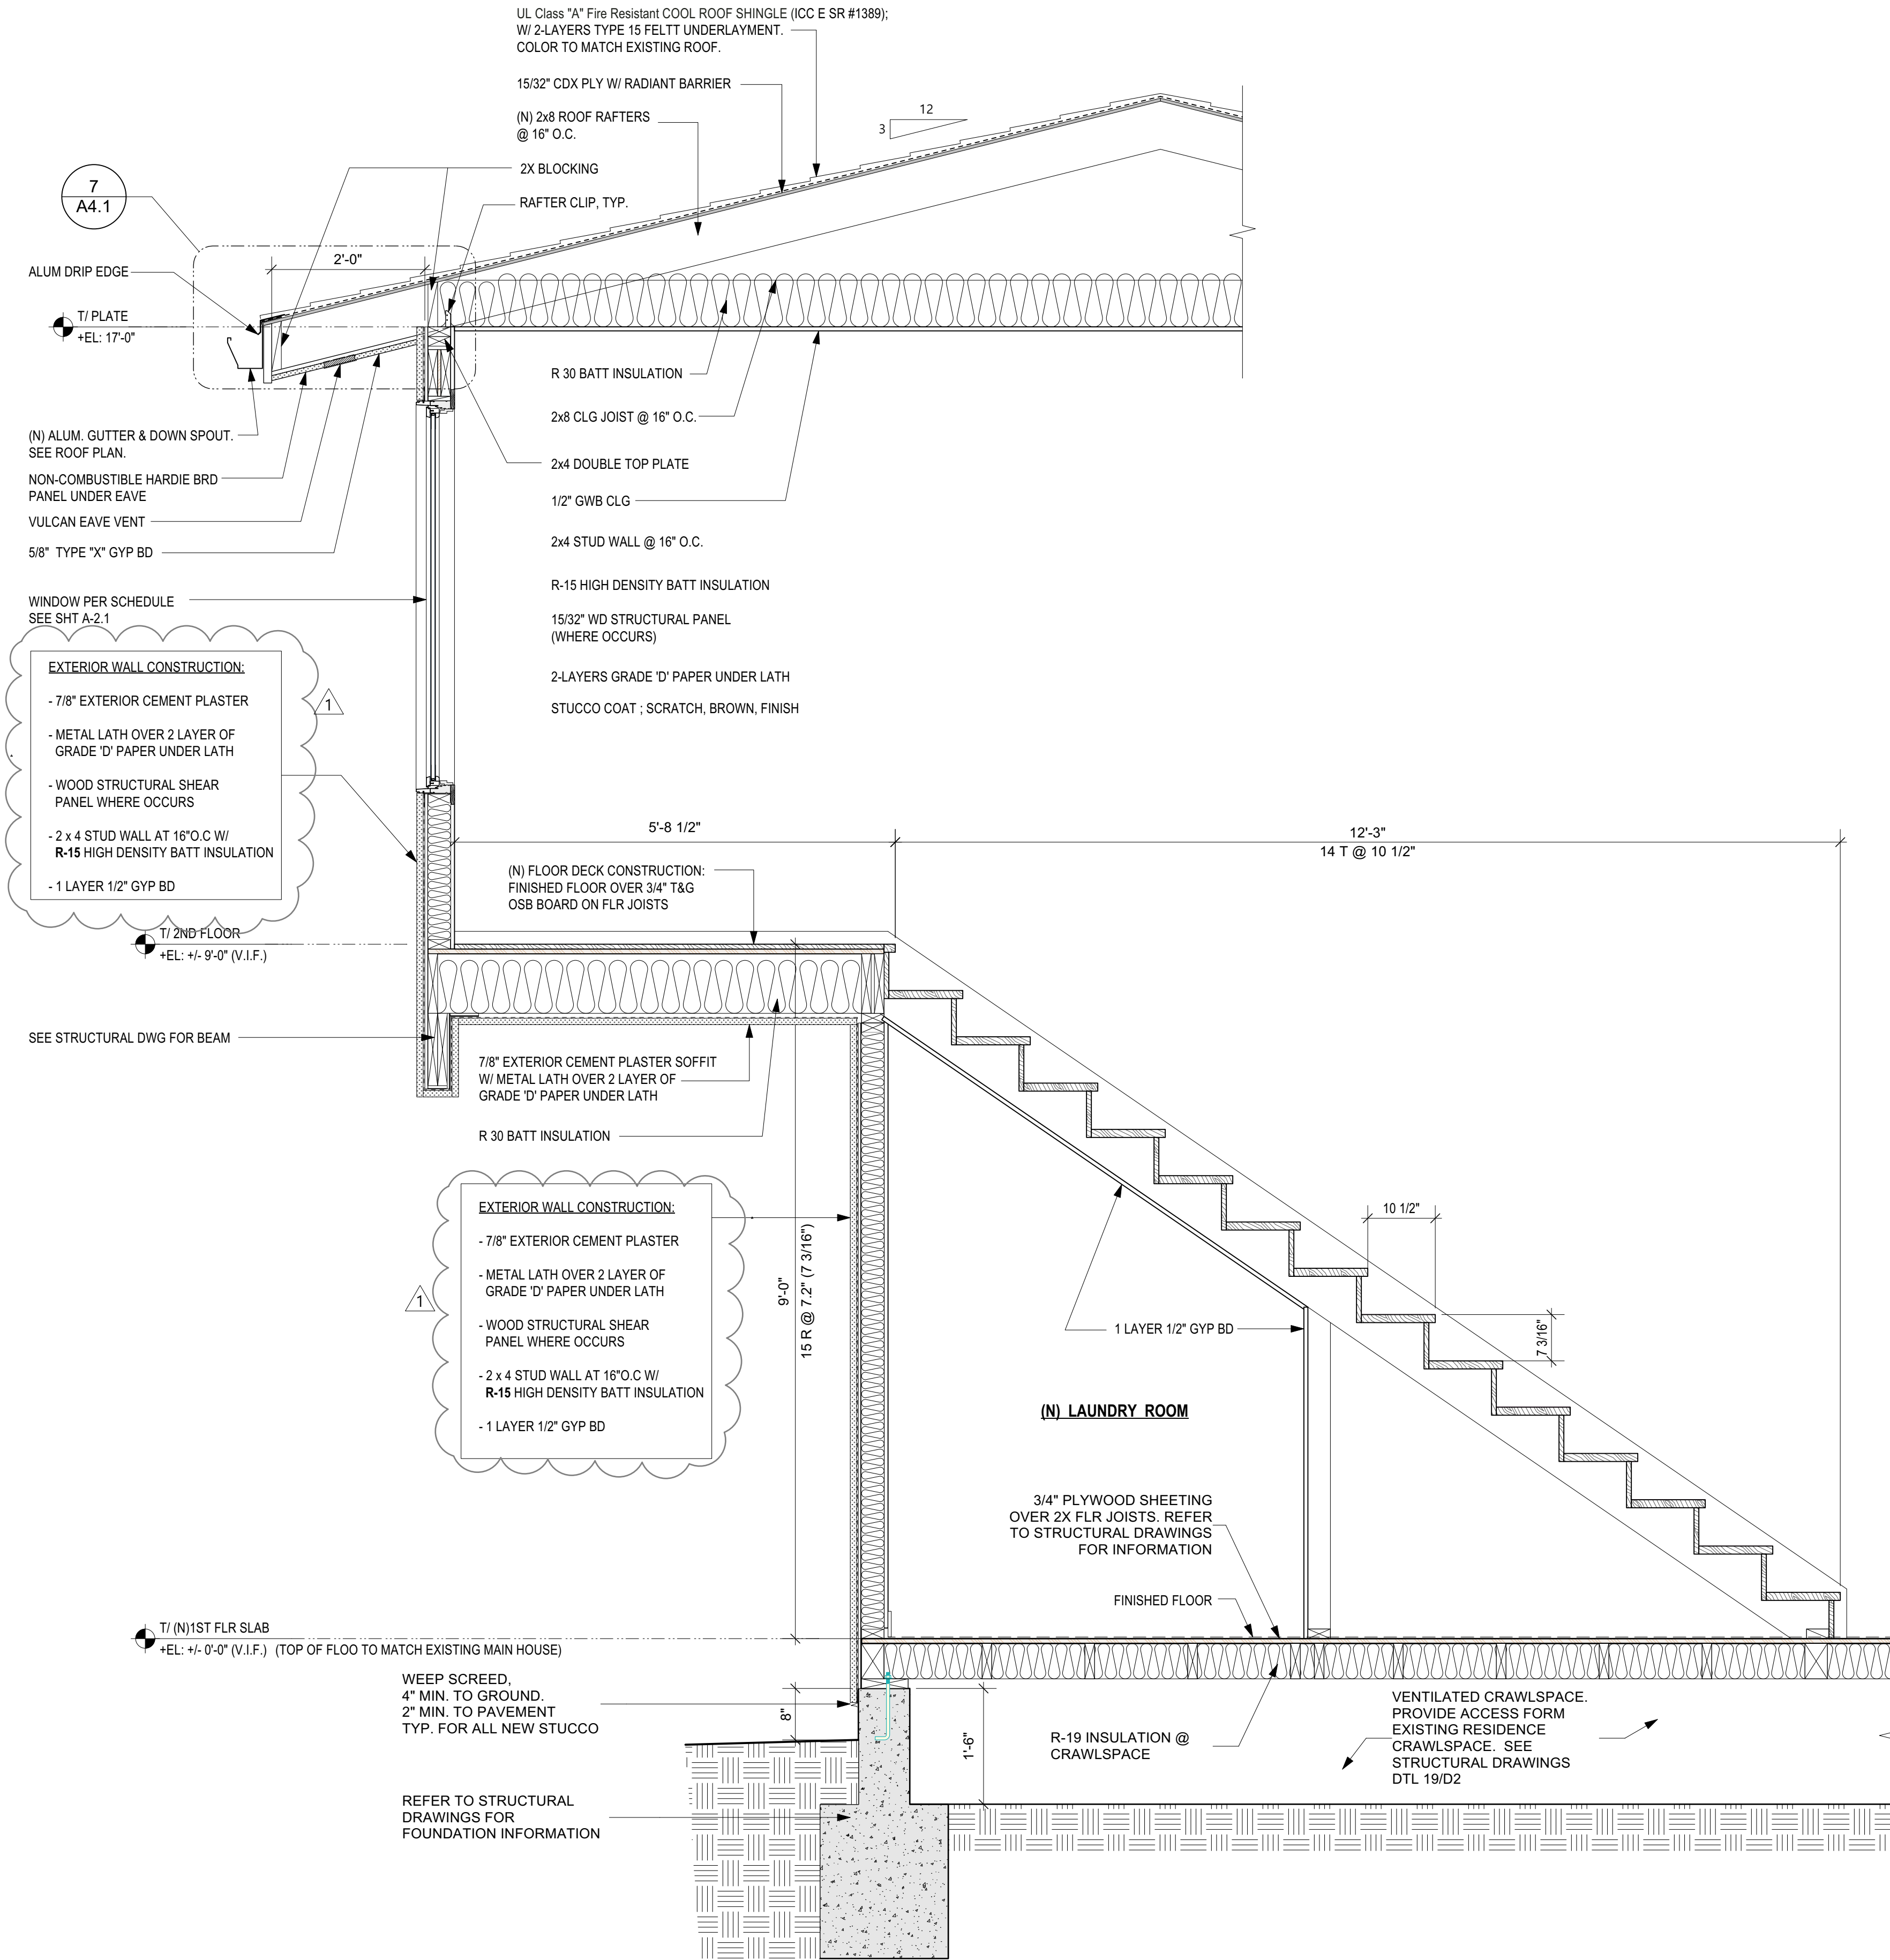 UL Class "A" Fire Resistant COOL ROOF SHINGLE (ICC E SR #1389);
W/ 2-LAYERS TYPE 15 FELTT UNDERLAYMENT.
COLOR TO MATCH EXISTING ROOF.
15/32" CDX PLY W/ RADIANT BARRIER
(N) 2x8 ROOF RAFTERS
@ 16" O.C.
12
3
2X BLOCKING
RAFTER CLIP, TYP.
7
A4.1
2'-0"
ALUM DRIP EDGE
T/ PLATE
+EL: 17'-0"
(N) ALUM. GUTTER & DOWN SPOUT.
SEE ROOF PLAN.
NON-COMBUSTIBLE HARDIE BRD
PANEL UNDER EAVE
VULCAN EAVE VENT
5/8" TYPE "X" GYP BD
WINDOW PER SCHEDULE
SEE SHT A-2.1
R 30 BATT INSULATION
2x8 CLG JOIST @ 16" O.C.
2x4 DOUBLE TOP PLATE
1/2" GWB CLG
2x4 STUD WALL @ 16" O.C.
R-15 HIGH DENSITY BATT INSULATION
15/32" WD STRUCTURAL PANEL
(WHERE OCCURS)
2-LAYERS GRADE 'D' PAPER UNDER LATH
STUCCO COAT ; SCRATCH, BROWN, FINISH
EXTERIOR WALL CONSTRUCTION:
- 7/8" EXTERIOR CEMENT PLASTER
- METAL LATH OVER 2 LAYER OF
GRADE 'D' PAPER UNDER LATH
- WOOD STRUCTURAL SHEAR
PANEL WHERE OCCURS
- 2 x 4 STUD WALL AT 16"O.C W/
R-15 HIGH DENSITY BATT INSULATION
- 1 LAYER 1/2" GYP BD
1
5'-8 1/2"
12'-3"
14 T @ 10 1/2"
(N) FLOOR DECK CONSTRUCTION:
FINISHED FLOOR OVER 3/4" T&G
OSB BOARD ON FLR JOISTS
T/ 2ND FLOOR
+EL: +/- 9'-0" (V.I.F.)
SEE STRUCTURAL DWG FOR BEAM
7/8" EXTERIOR CEMENT PLASTER SOFFIT
W/ METAL LATH OVER 2 LAYER OF
GRADE 'D' PAPER UNDER LATH
R 30 BATT INSULATION
EXTERIOR WALL CONSTRUCTION:
- 7/8" EXTERIOR CEMENT PLASTER
- METAL LATH OVER 2 LAYER OF
GRADE 'D' PAPER UNDER LATH
- WOOD STRUCTURAL SHEAR
PANEL WHERE OCCURS
- 2 x 4 STUD WALL AT 16"O.C W/
R-15 HIGH DENSITY BATT INSULATION
- 1 LAYER 1/2" GYP BD
1
9'-0"
15 R @ 7.2" (7 3/16")
10 1/2"
7 3/16"
1 LAYER 1/2" GYP BD
(N) LAUNDRY ROOM
3/4" PLYWOOD SHEETING
OVER 2X FLR JOISTS. REFER
TO STRUCTURAL DRAWINGS
FOR INFORMATION
FINISHED FLOOR
T/ (N)1ST FLR SLAB
+EL: +/- 0'-0" (V.I.F.) (TOP OF FLOO TO MATCH EXISTING MAIN HOUSE)
WEEP SCREED,
4" MIN. TO GROUND.
2" MIN. TO PAVEMENT
TYP. FOR ALL NEW STUCCO
8"
1'-6"
R-19 INSULATION @
CRAWLSPACE
VENTILATED CRAWLSPACE.
PROVIDE ACCESS FORM
EXISTING RESIDENCE
CRAWLSPACE. SEE
STRUCTURAL DRAWINGS
DTL 19/D2
REFER TO STRUCTURAL
DRAWINGS FOR
FOUNDATION INFORMATION